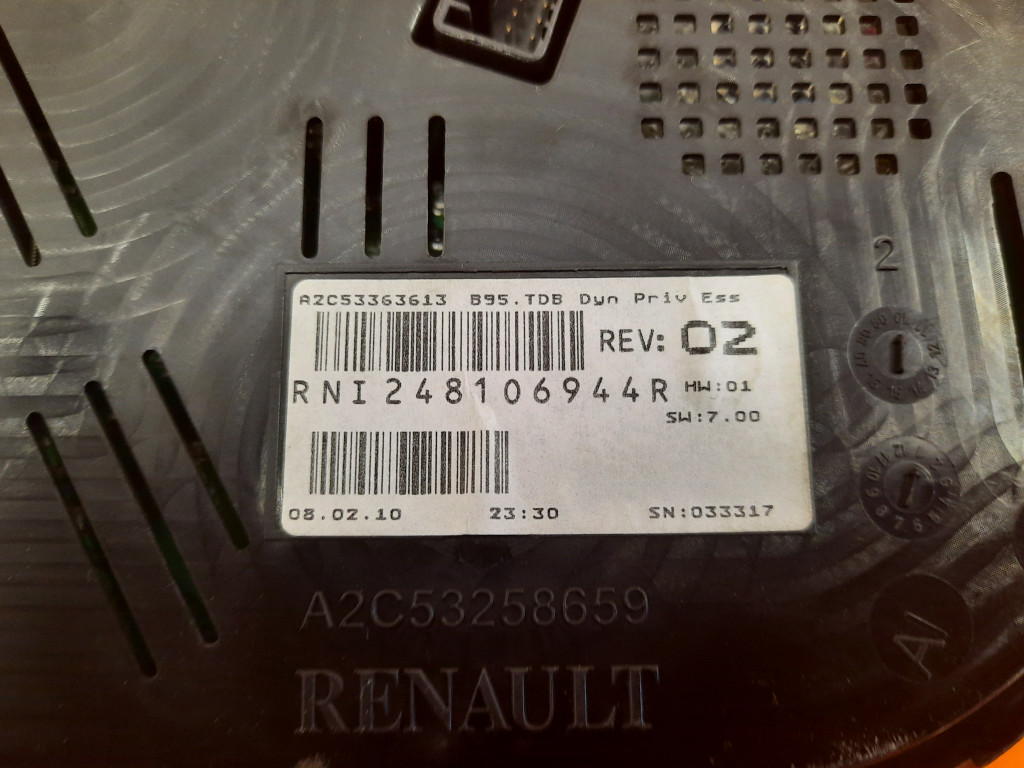 2
A2C53363613 B95.TDB Dyn Priv Ess
REV: 02
RNI248106944R HW:01
SW:7.00
08.02.10 23:30 SN:033317
A2C53258659
RENAULT